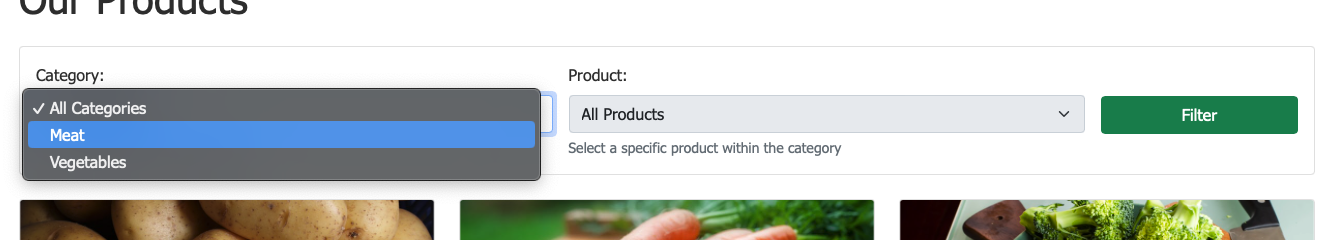 Our Products
Category:
Product:
All Categories
Meat
Vegetables
All Products
Filter
Select a specific product within the category